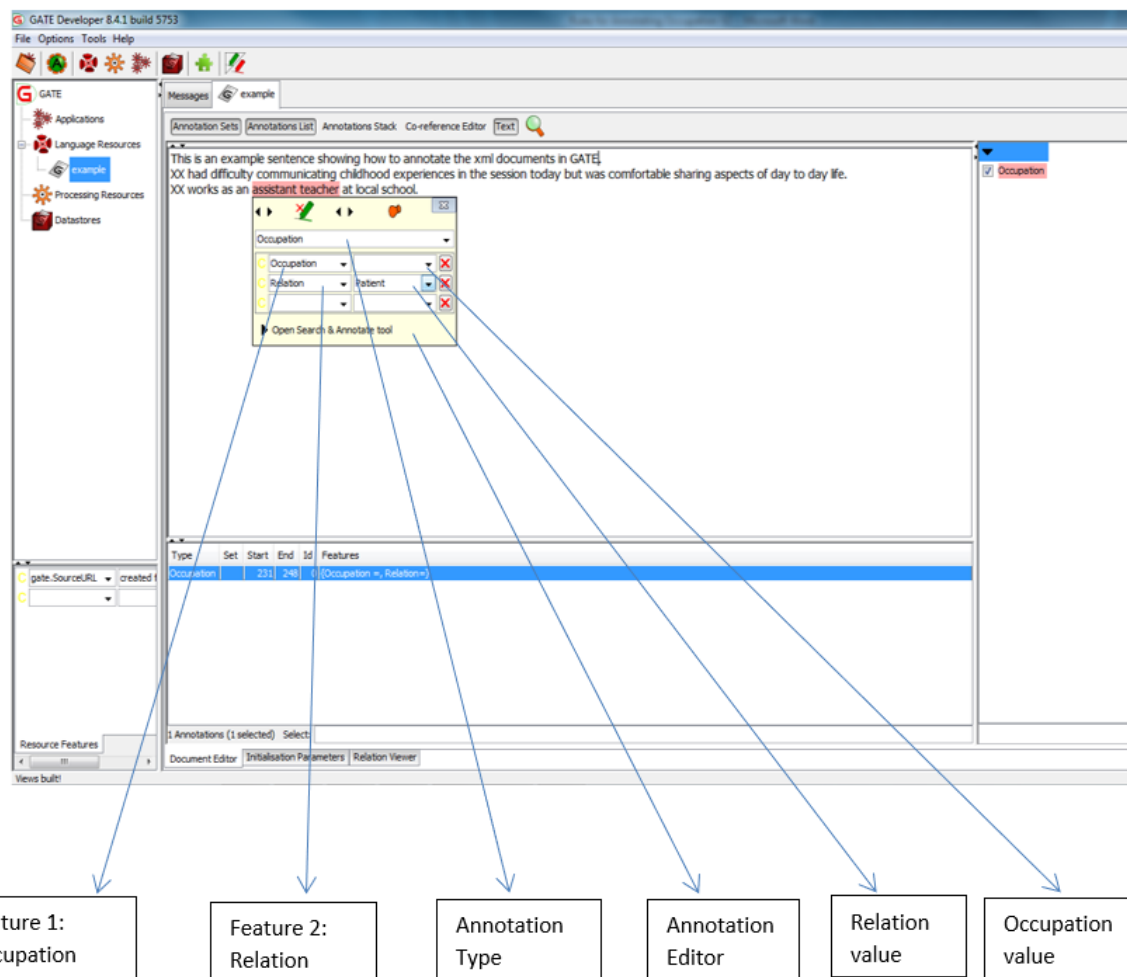 GATE Developer 8.4.1 build 5753
File Options Tools Help
GATE
Applications
Language Resources
example
Processing Resources
Datastores
Messages example
Annotation Sets Annotations List Annotations Stack Co-reference Editor Text
This is an example sentence showing how to annotate the xml documents in GATE.
XX had difficulty communicating childhood experiences in the session today but was comfortable sharing aspects of day to day life.
XX works as an assistant teacher at local school.
Occupation
Occupation
Relation Patient
Open Search & Annotate tool
Occupation
Type Set Start End Id Features
Occupation 231 248 0 {Occupation =, Relation=}
C gate.SourceURL created f
C
Resource Features
1 Annotations (1 selected) Select:
Document Editor Initialisation Parameters Relation Viewer
Views built!
ture 1:
cupation
Feature 2:
Relation
Annotation
Type
Annotation
Editor
Relation
value
Occupation
value